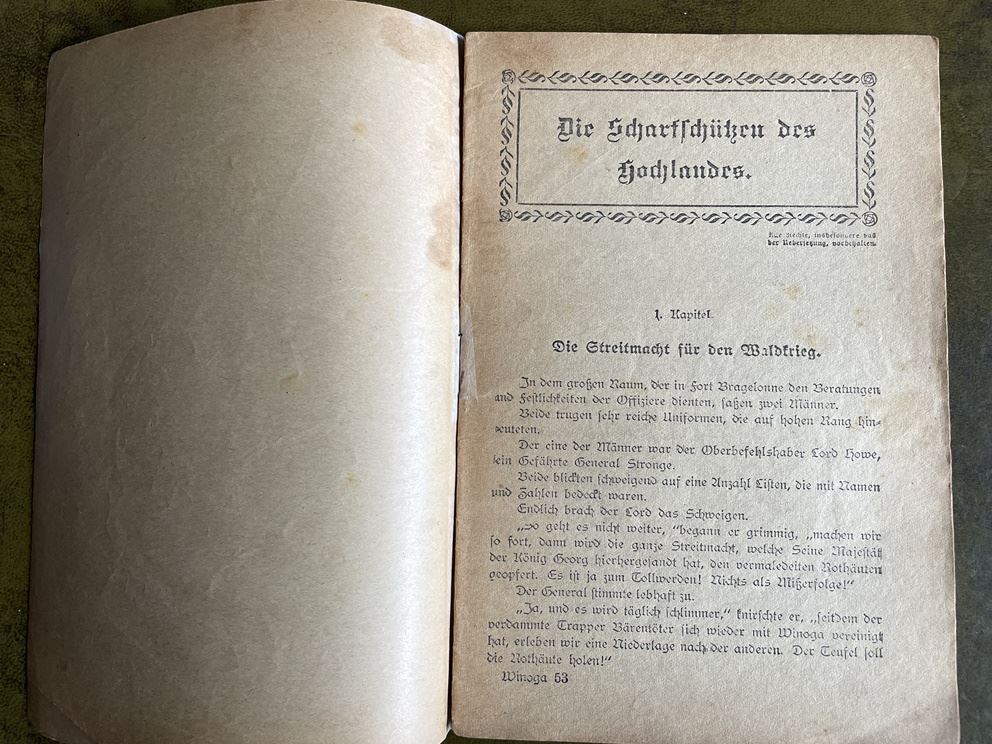 Die Scharfschützen des
Hochlandes.
Alle Rechte, insbesondere das
der Uebersetzung, vorbehalten.
1. Kapitel.
Die Streitmacht für den Waldkrieg.
In dem großen Raum, der in Fort Bragelonne den Beratungen
und Festlichkeiten der Offiziere dienten, saßen zwei Männer.
Beide trugen sehr reiche Uniformen, die auf hohen Rang hin-
deuteten.
Der eine der Männer war der Oberbefehlshaber Lord Howe,
sein Gefährte General Stronge.
Beide blickten schweigend auf eine Anzahl Listen, die mit Namen
und Zahlen bedeckt waren.
Endlich brach der Lord das Schweigen.
„So geht es nicht weiter, “begann er grimmig, „machen wir
so fort, dann wird die ganze Streitmacht, welche Seine Majestät
der König Georg hierhergesandt hat, den vermaledeiten Rothäuten
geopfert. Es ist ja zum Tollwerden! Nichts als Mißerfolge!“
Der General stimmte lebhaft zu.
„Ja, und es wird täglich schlimmer,“ knirschte er, „seitdem der
verdammte Trapper Bärentöter sich wieder mit Winoga vereinigt
hat, erleben wir eine Niederlage nach der anderen. Der Teufel soll
die Rothäute holen!“
Winoga 53